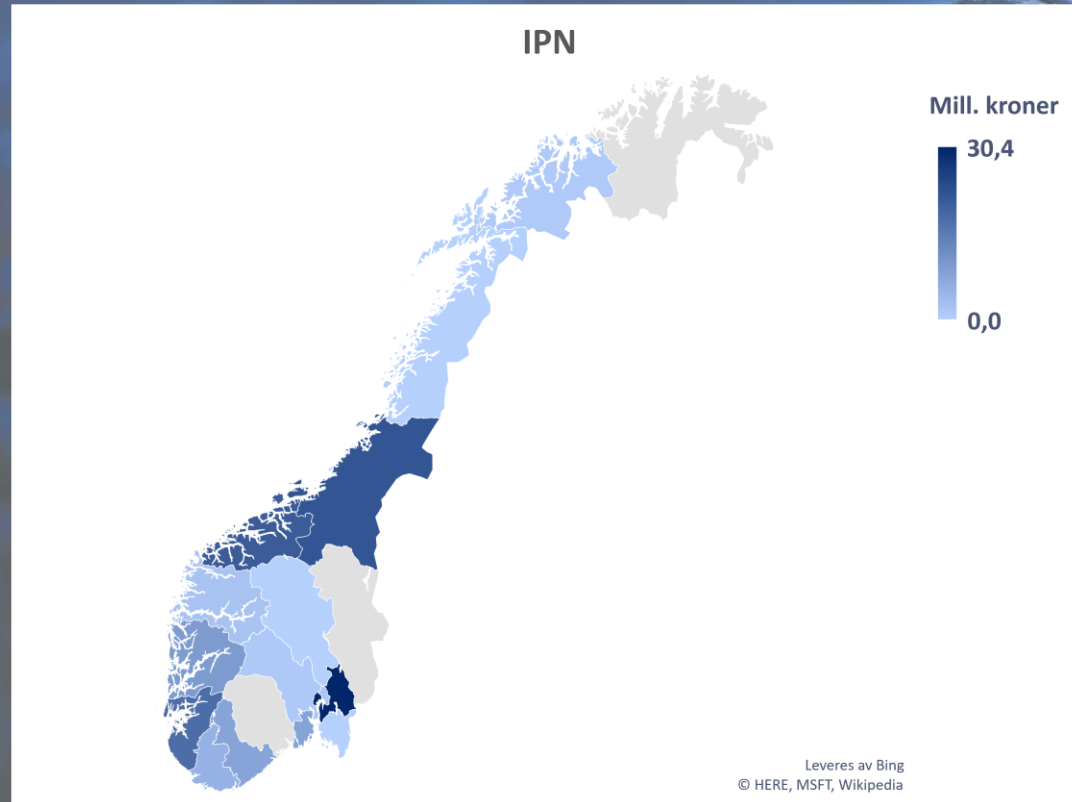 IPN
Mill. kroner
30,4
0,0
Leveres av Bing
© HERE, MSFT, Wikipedia